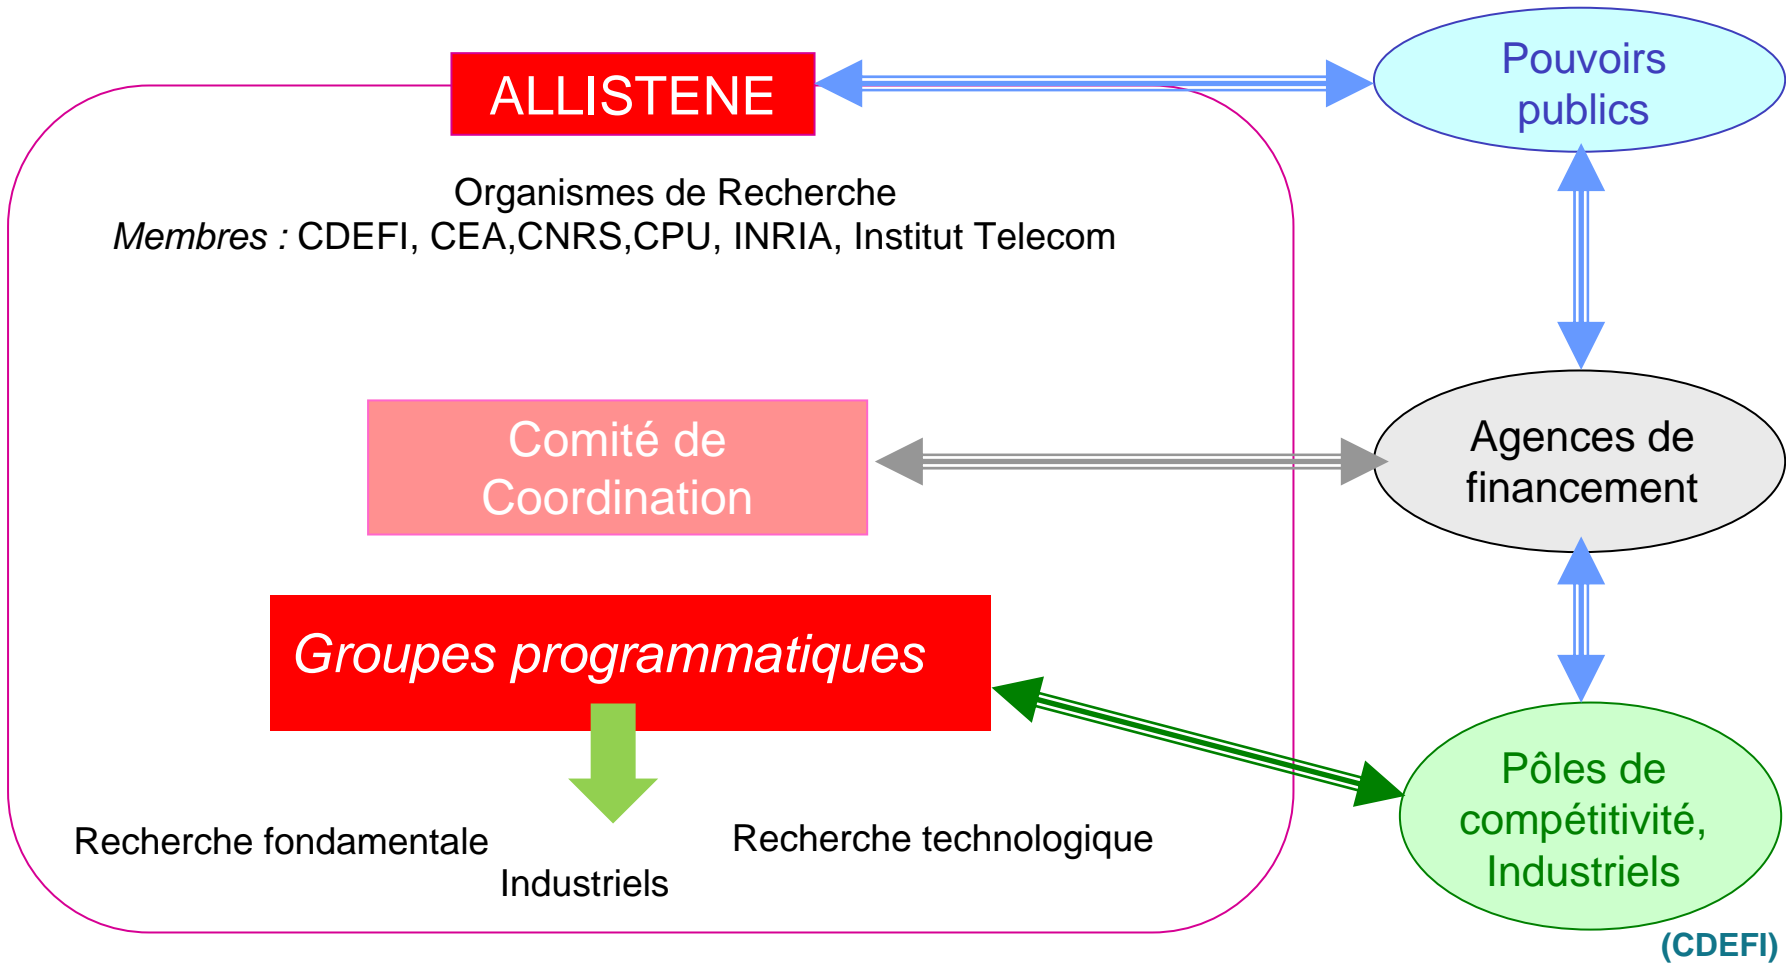 ALLISTENE
Pouvoirs
publics
Organismes de Recherche
Membres : CDEFI, CEA,CNRS,CPU, INRIA, Institut Telecom
Comité de
Coordination
Agences de
financement
Groupes programmatiques
Pôles de
compétitivité,
Industriels
Recherche fondamentale
Recherche technologique
Industriels
(CDEFI)